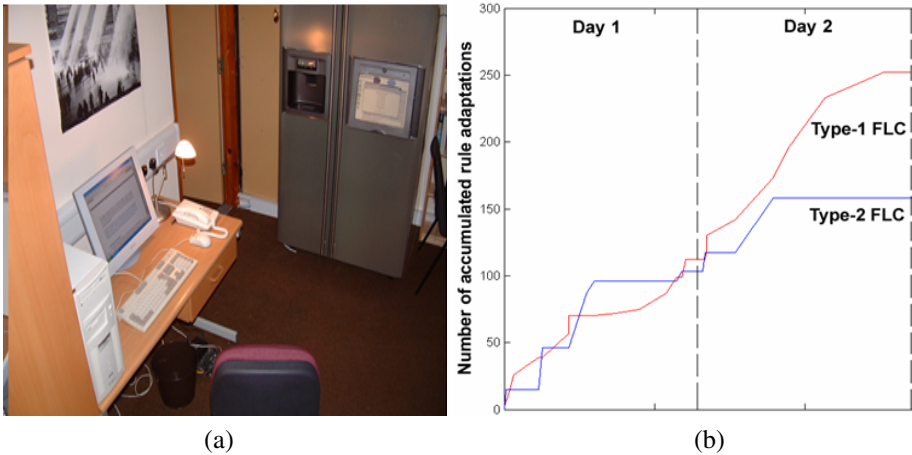 Number of accumulated rule adaptations
300
250
200
150
100
50
0
Day 1
Day 2
Type-1 FLC
Type-2 FLC
(a)
(b)